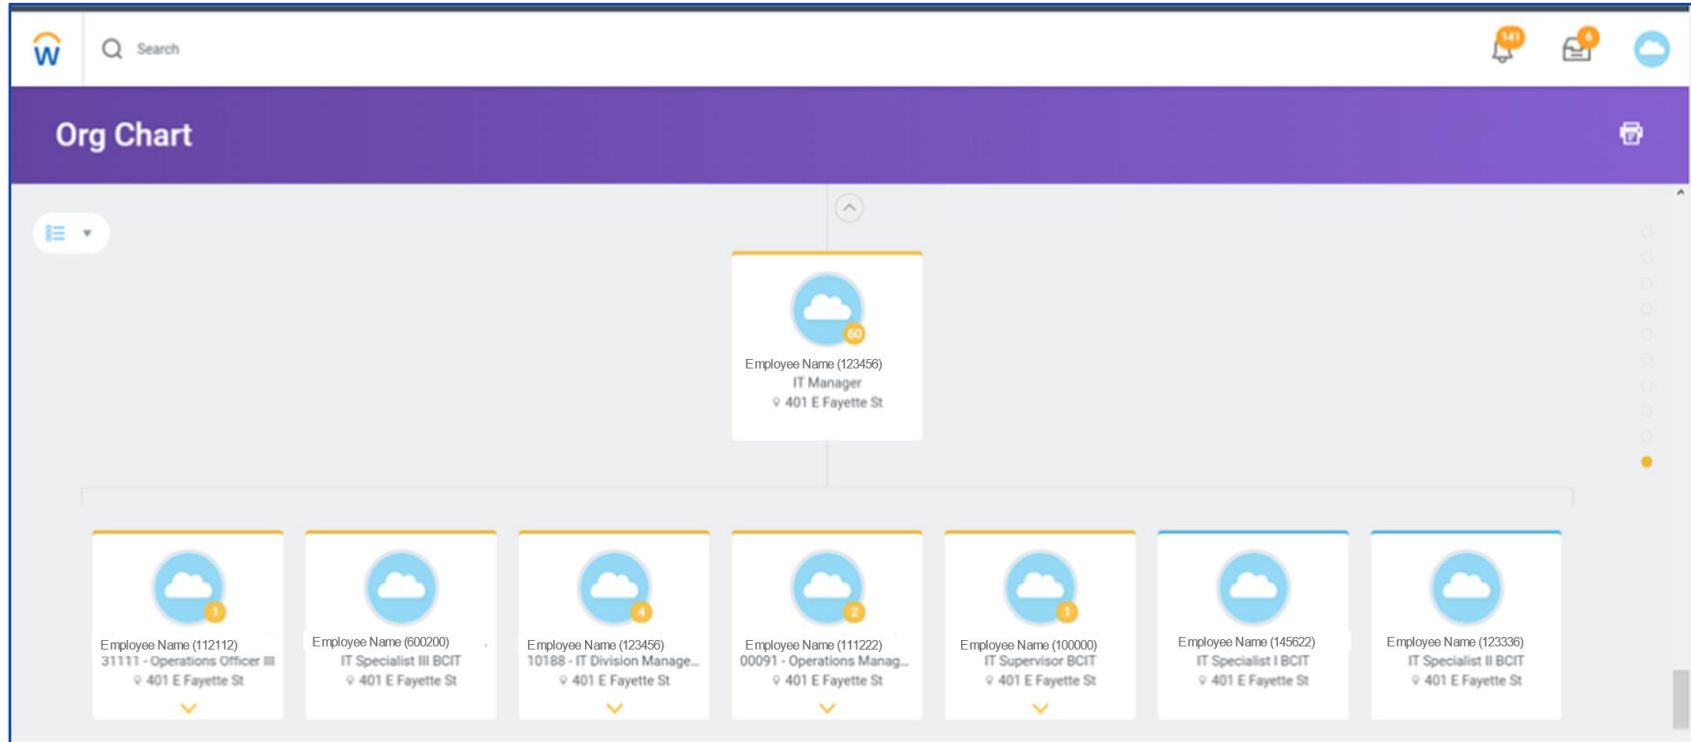 W
Search
141
6
Org Chart
60
Employee Name (123456)
IT Manager
401 E Fayette St
1
Employee Name (112112)
31111 - Operations Officer III
401 E Fayette St
Employee Name (600200)
IT Specialist III BCIT
401 E Fayette St
4
Employee Name (123456)
10188 - IT Division Manage...
401 E Fayette St
2
Employee Name (111222)
00091 - Operations Manag...
401 E Fayette St
1
Employee Name (100000)
IT Supervisor BCIT
401 E Fayette St
Employee Name (145622)
IT Specialist I BCIT
401 E Fayette St
Employee Name (123336)
IT Specialist II BCIT
401 E Fayette St